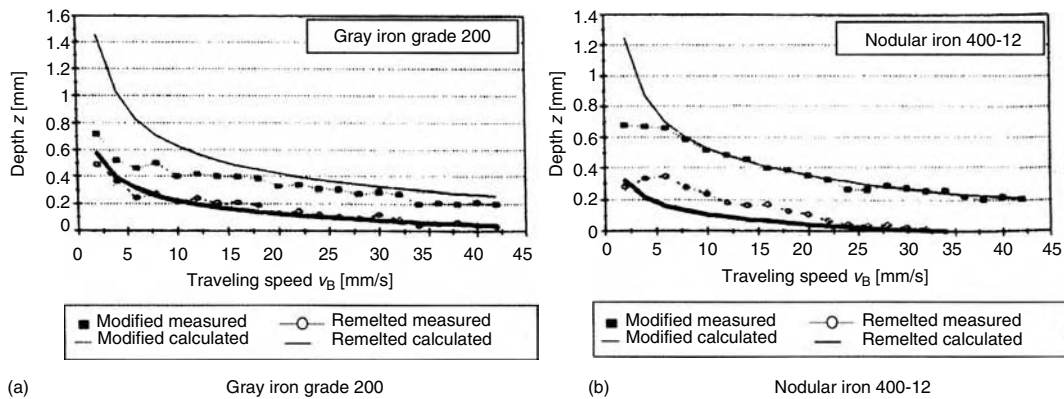 1.6
1.4
1.2
1
0.8
0.6
0.4
0.2
0
Depth z [mm]
Gray iron grade 200
0 5 10 15 20 25 30 35 40 45
Traveling speed vB [mm/s]
Modified measured Remelted measured
Modified calculated Remelted calculated
(a) Gray iron grade 200
1.4
1.2
1
0.8
0.6
0.4
0.2
0
Depth z [mm]
Nodular iron 400-12
0 5 10 15 20 25 30 35 40 45
Traveling speed vB [mm/s]
Modified measured Remelted measured
Modified calculated Remelted calculated
(b) Nodular iron 400-12